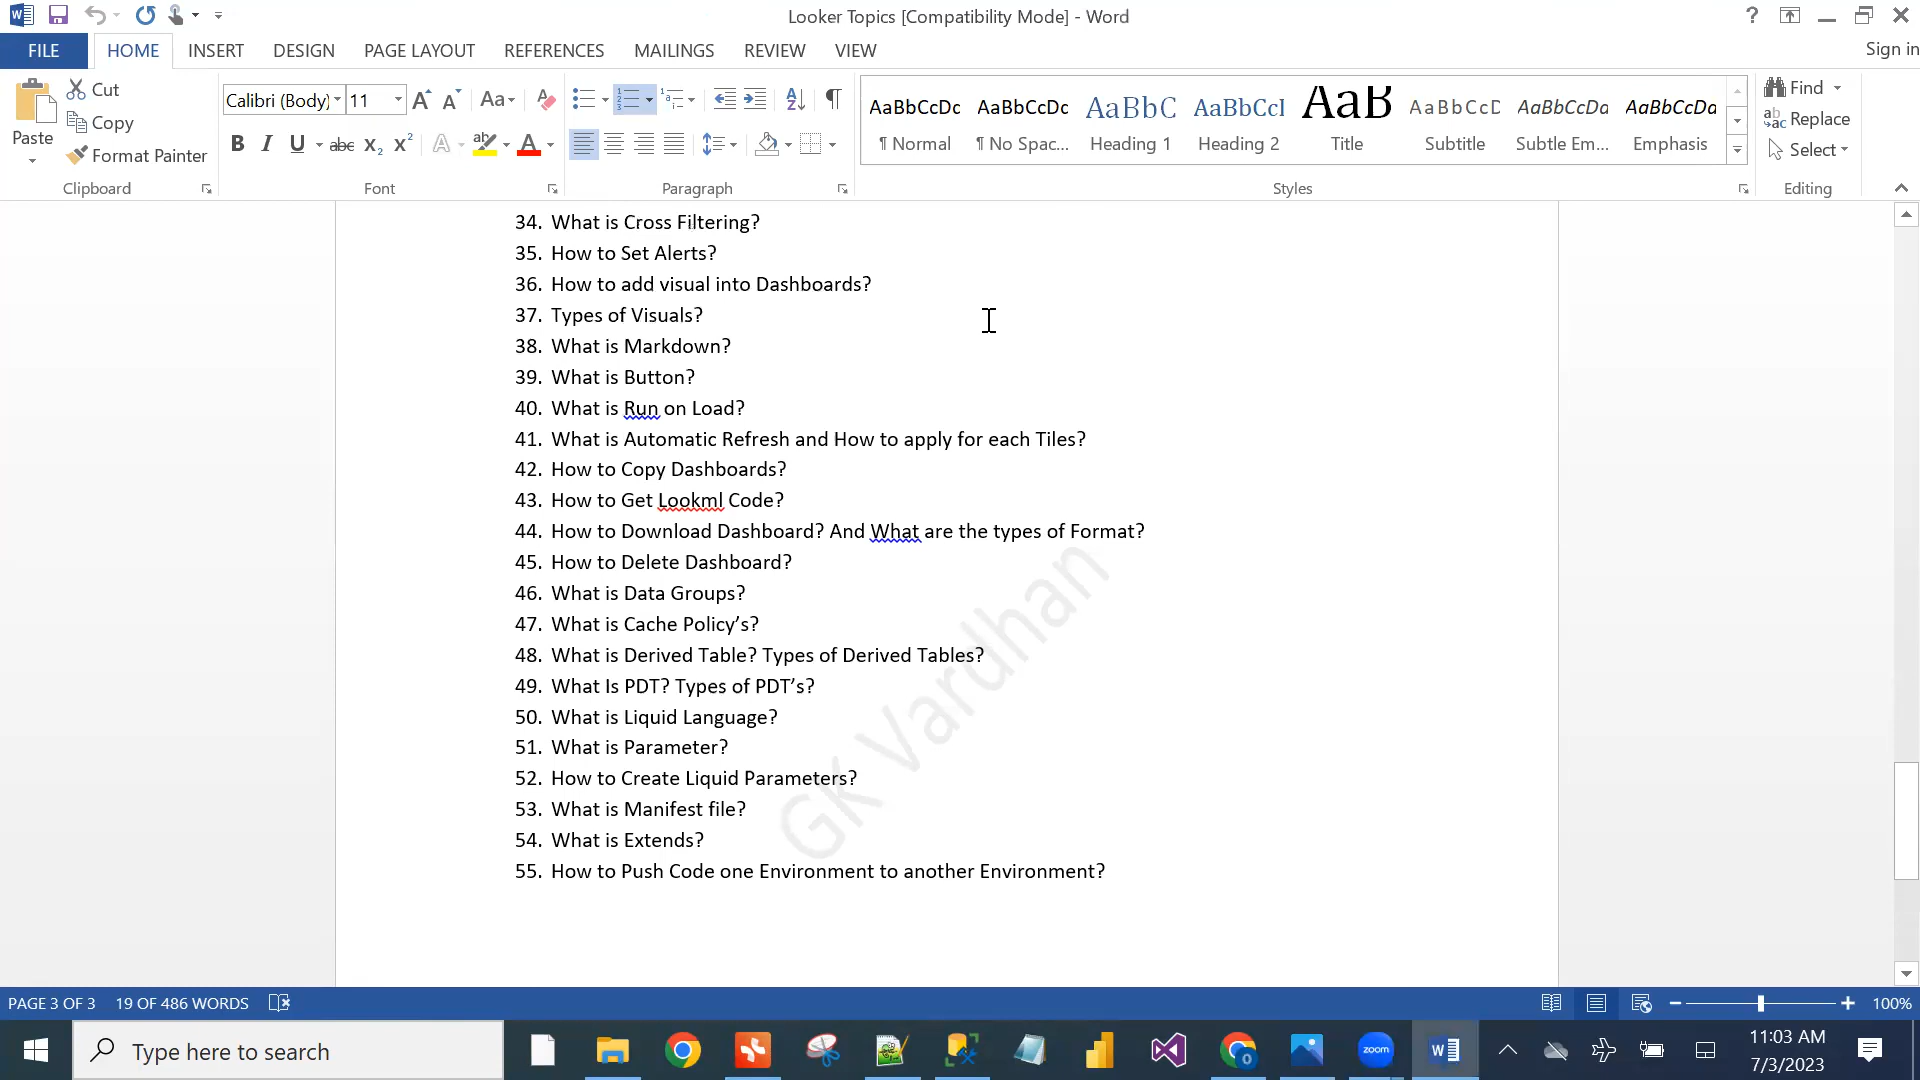 Looker Topics [Compatibility Mode] - Word
Sign in
FILE HOME INSERT DESIGN PAGE LAYOUT REFERENCES MAILINGS REVIEW VIEW
Paste
Cut
Copy
Format Painter
Clipboard
Calibri (Body) 11
Font
Paragraph
AaBbCcDc AaBbCcDc AaBbC AaBbCcI AaB AaBbCcD AaBbCcDa AaBbCcDa
¶ Normal ¶ No Spac... Heading 1 Heading 2 Title Subtitle Subtle Em... Emphasis
Styles
Find
Replace
Select
Editing
34. What is Cross Filtering?
35. How to Set Alerts?
36. How to add visual into Dashboards?
37. Types of Visuals?
38. What is Markdown?
39. What is Button?
40. What is Run on Load?
41. What is Automatic Refresh and How to apply for each Tiles?
42. How to Copy Dashboards?
43. How to Get Lookml Code?
44. How to Download Dashboard? And What are the types of Format?
45. How to Delete Dashboard?
46. What is Data Groups?
47. What is Cache Policy’s?
48. What is Derived Table? Types of Derived Tables?
49. What Is PDT? Types of PDT’s?
50. What is Liquid Language?
51. What is Parameter?
52. How to Create Liquid Parameters?
53. What is Manifest file?
54. What is Extends?
55. How to Push Code one Environment to another Environment?
GK Vardhan
PAGE 3 OF 3 19 OF 486 WORDS
100%
Type here to search
zoom
11:03 AM
7/3/2023